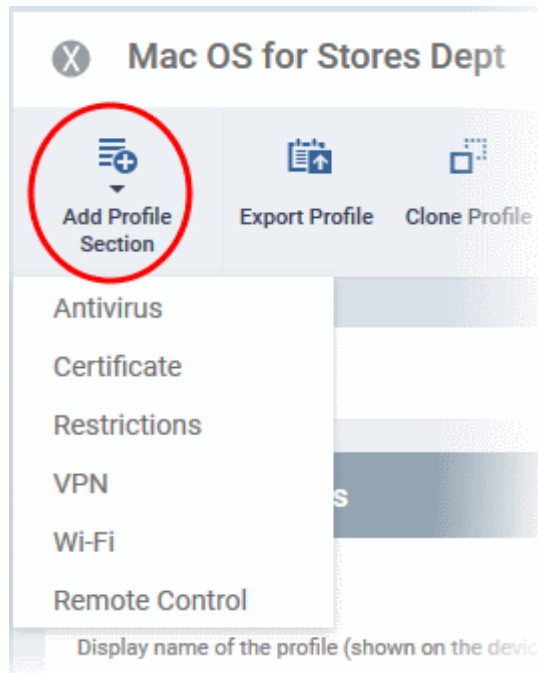 Mac OS for Stores Dept
Add Profile Section
Export Profile
Clone Profile
Antivirus
Certificate
Restrictions
VPN
s
Wi-Fi
Remote Control
Display name of the profile (shown on the devic